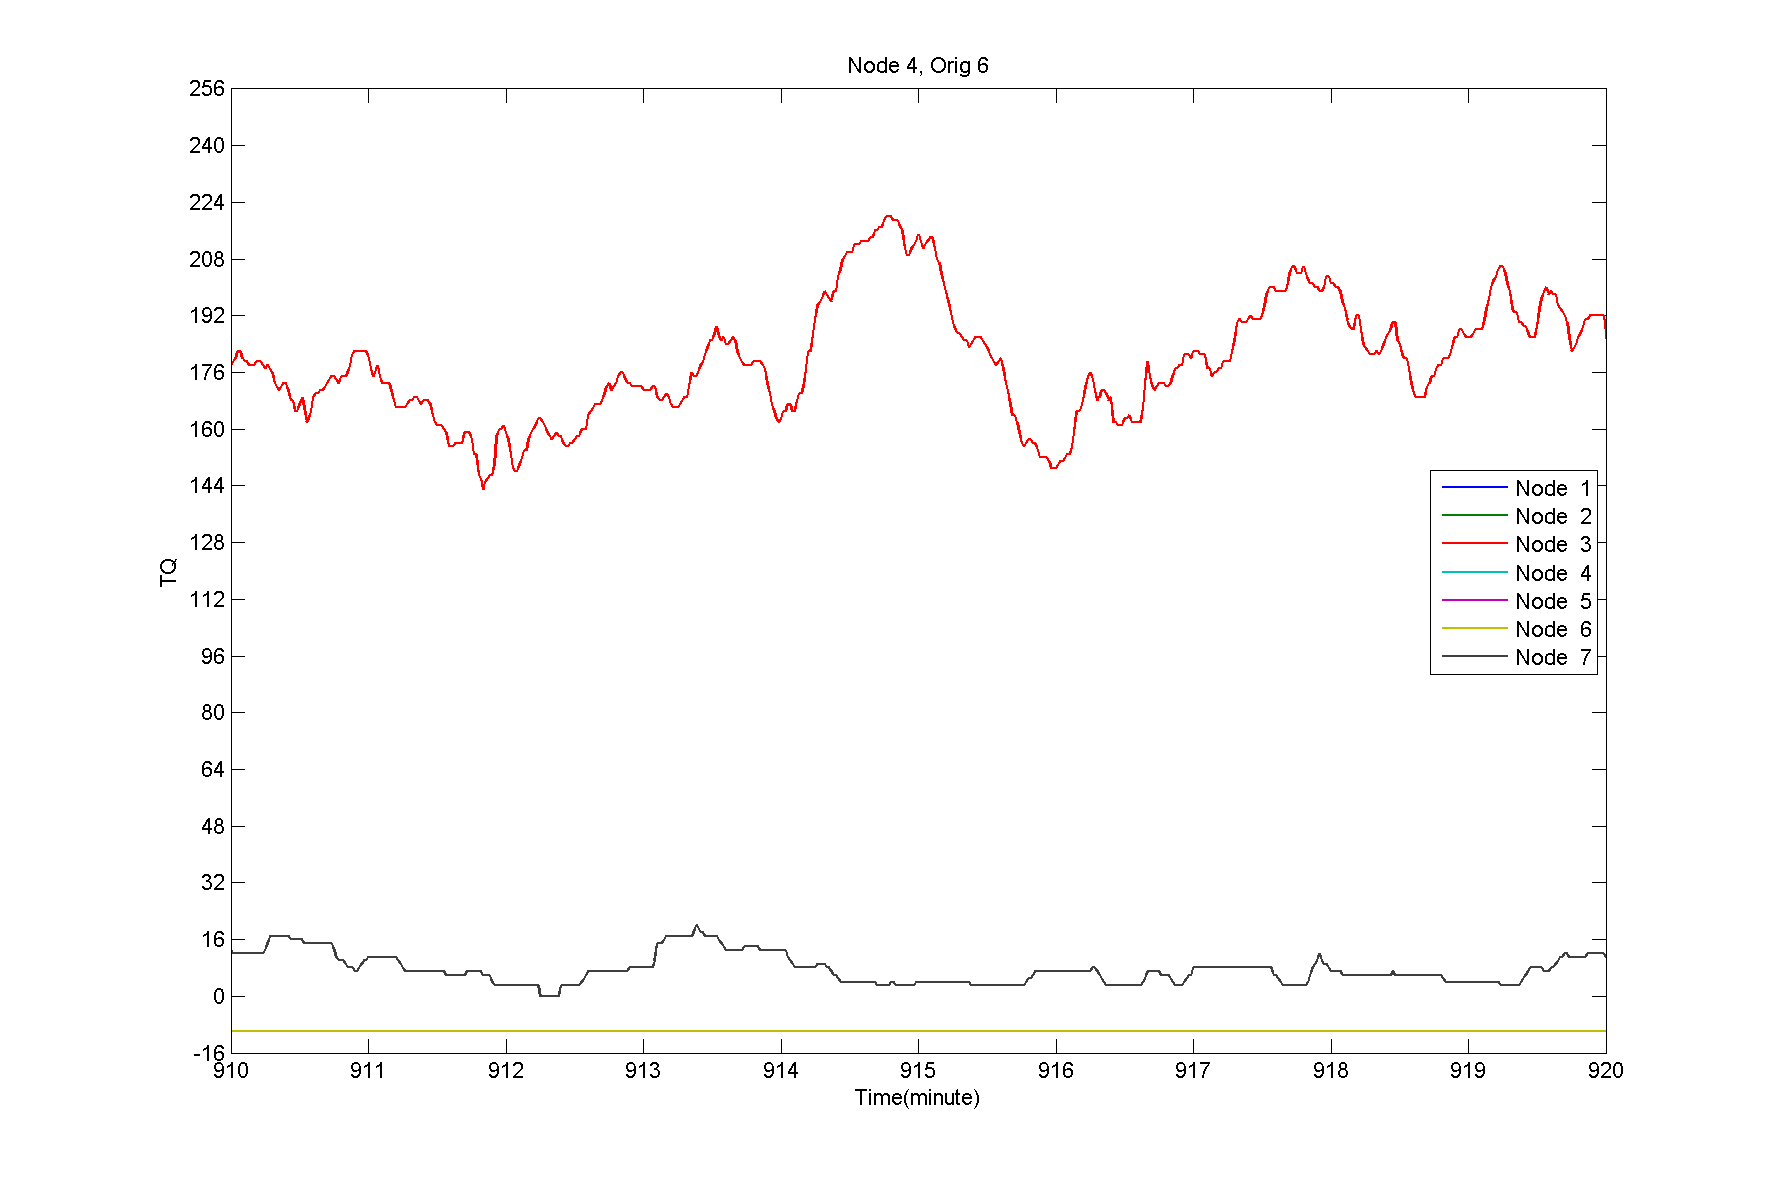 Node 4, Orig 6
256
240
224
208
192
176
160
144
128
112
96
80
64
48
32
16
0
-16
TQ
Node 1
Node 2
Node 3
Node 4
Node 5
Node 6
Node 7
910 911 912 913 914 915 916 917 918 919 920
Time(minute)